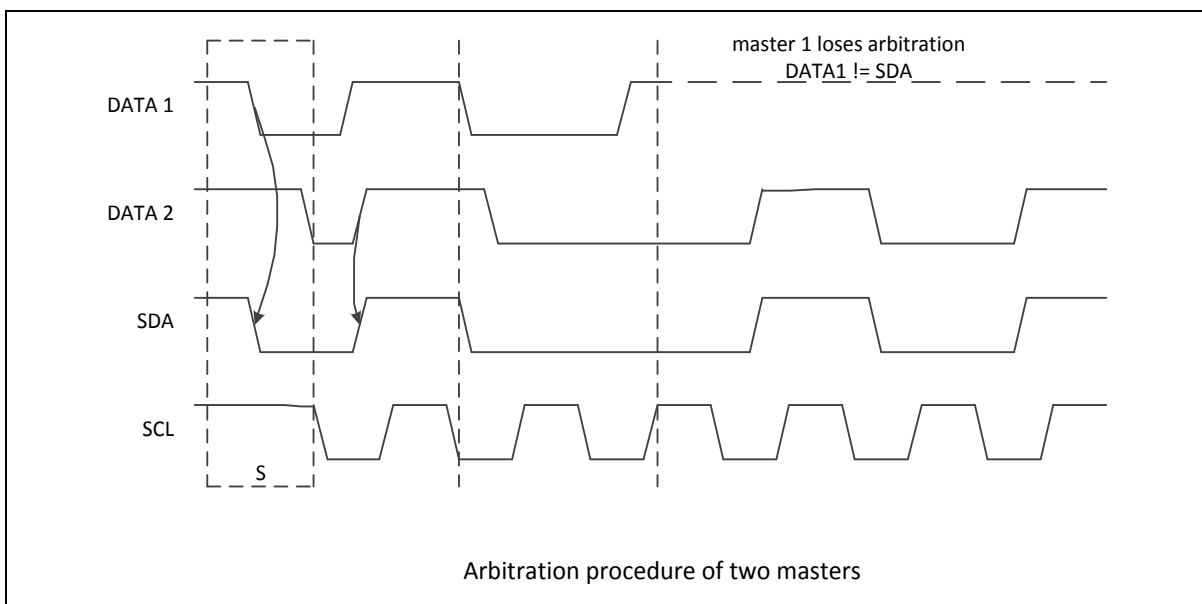 master 1 loses arbitration
DATA1 != SDA
DATA 1
DATA 2
SDA
SCL
S
Arbitration procedure of two masters